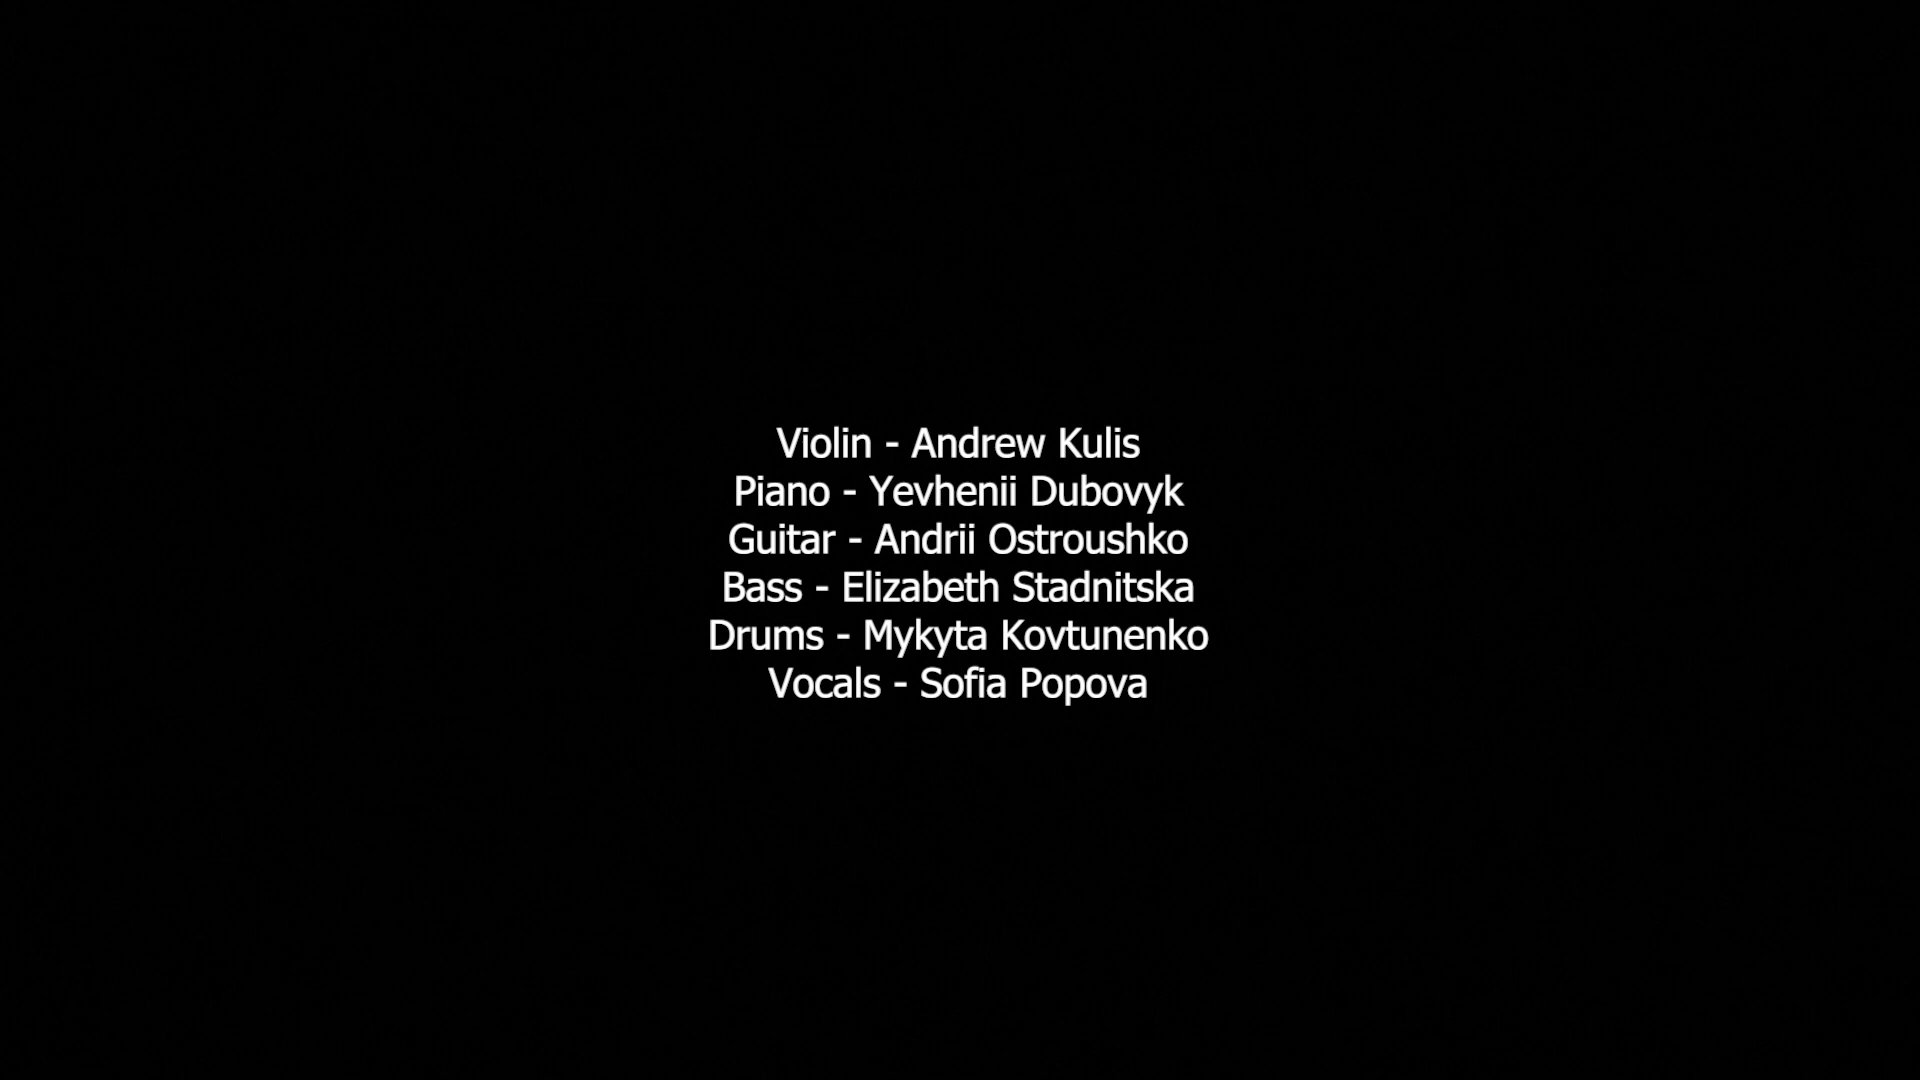 Violin - Andrew Kulis
Piano - Yevhenii Dubovyk
Guitar - Andrii Ostroushko
Bass - Elizabeth Stadnitska
Drums - Mykyta Kovtunenko
Vocals - Sofia Popova